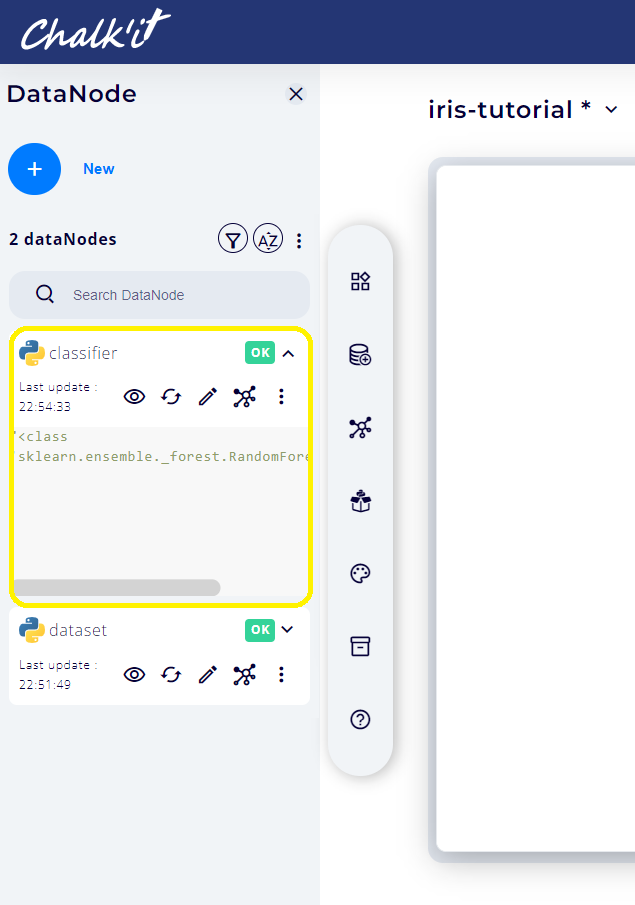 Chalk'it
DataNode
iris-tutorial *
New
2 dataNodes
AZ
Search DataNode
classifier
OK
Last update :
22:54:33
"<class
'sklearn.ensemble._forest.RandomFore
dataset
OK
Last update :
22:51:49